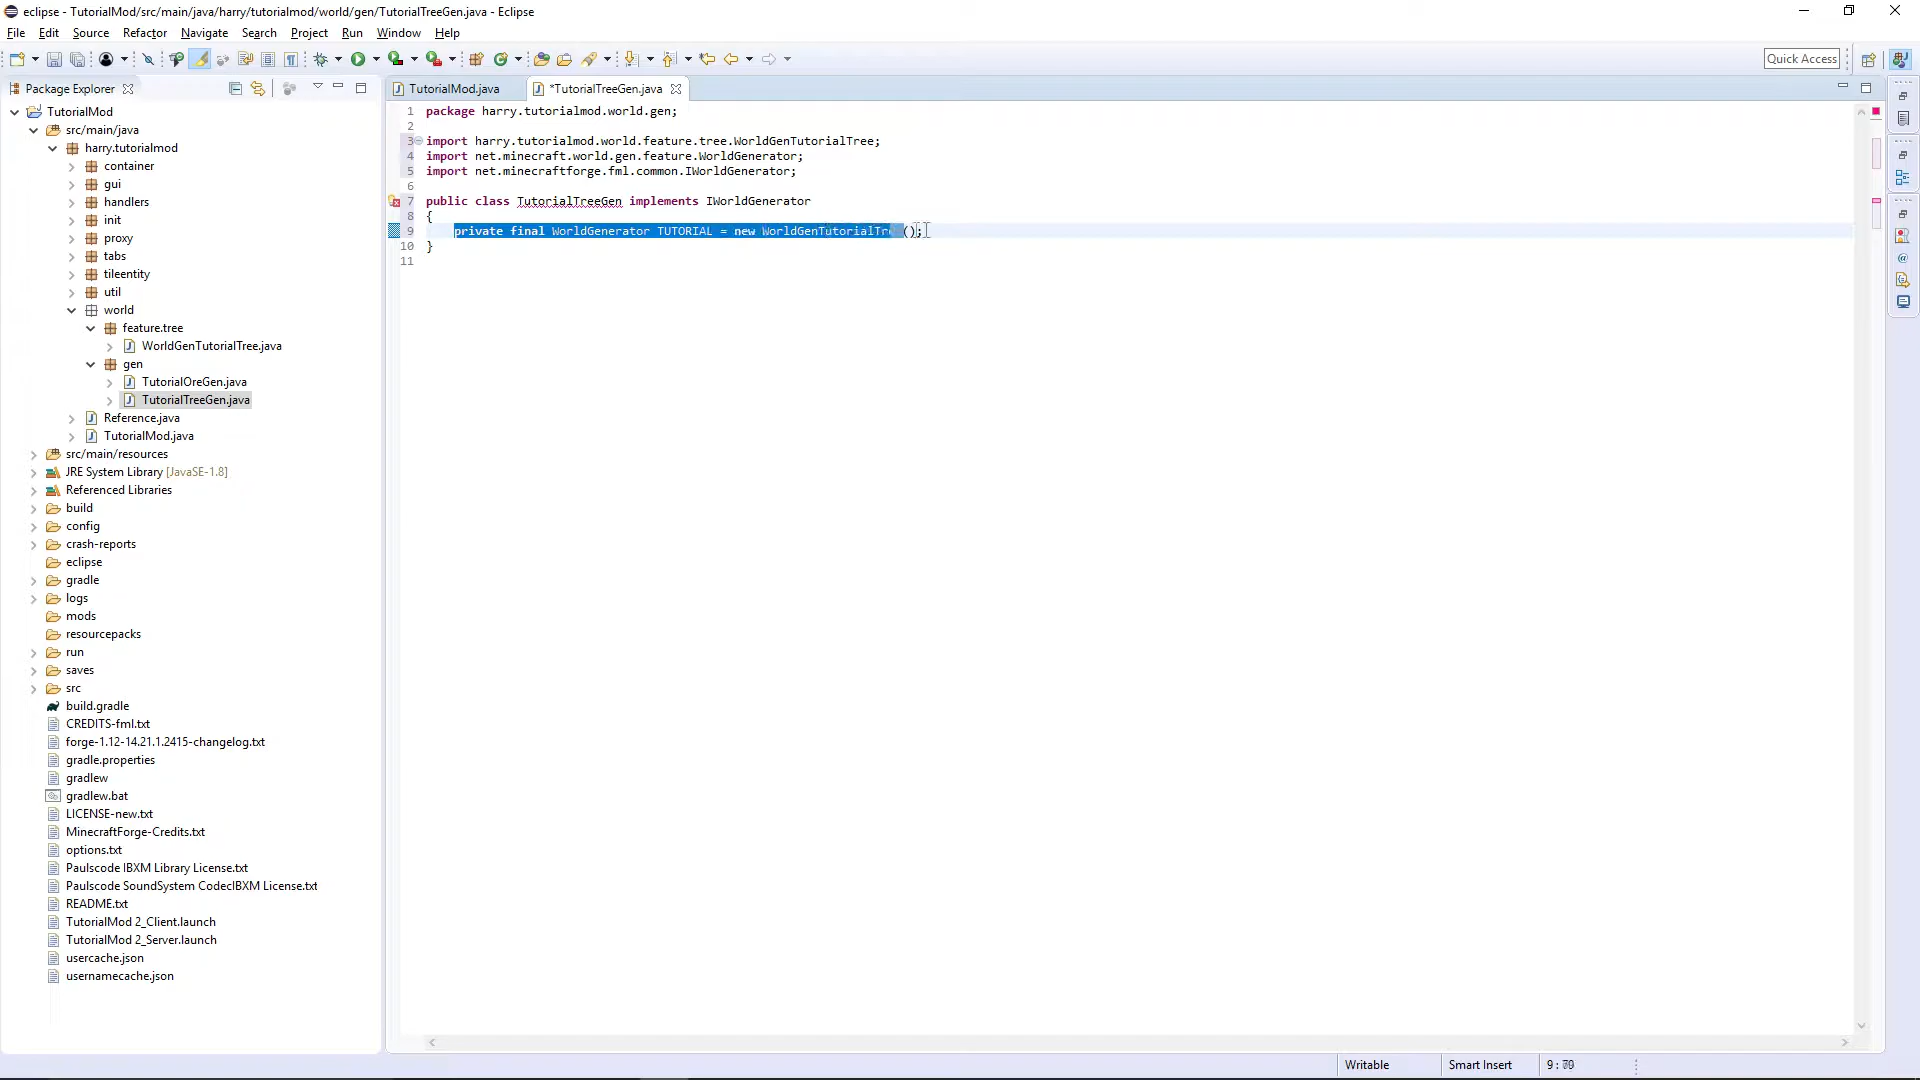 eclipse - TutorialMod/src/main/java/harry/tutorialmod/world/gen/TutorialTreeGen.java - Eclipse
File Edit Source Refactor Navigate Search Project Run Window Help
Quick Access
Package Explorer
TutorialMod.java
*TutorialTreeGen.java
TutorialMod
src/main/java
harry.tutorialmod
container
gui
handlers
init
proxy
tabs
tileentity
util
world
feature.tree
WorldGenTutorialTree.java
gen
TutorialOreGen.java
TutorialTreeGen.java
Reference.java
TutorialMod.java
src/main/resources
JRE System Library [JavaSE-1.8]
Referenced Libraries
build
config
crash-reports
eclipse
gradle
logs
mods
resourcepacks
run
saves
src
build.gradle
CREDITS-fml.txt
forge-1.12-14.21.1.2415-changelog.txt
gradle.properties
gradlew
gradlew.bat
LICENSE-new.txt
MinecraftForge-Credits.txt
options.txt
Paulscode IBXM Library License.txt
Paulscode SoundSystem CodecIBXM License.txt
README.txt
TutorialMod 2_Client.launch
TutorialMod 2_Server.launch
usercache.json
usernamecache.json
1 package harry.tutorialmod.world.gen;
2
3 import harry.tutorialmod.world.feature.tree.WorldGenTutorialTree;
4 import net.minecraft.world.gen.feature.WorldGenerator;
5 import net.minecraftforge.fml.common.IWorldGenerator;
6
7 public class TutorialTreeGen implements IWorldGenerator
8 {
9 private final WorldGenerator TUTORIAL = new WorldGenTutorialTre ();
10 }
11
Writable Smart Insert